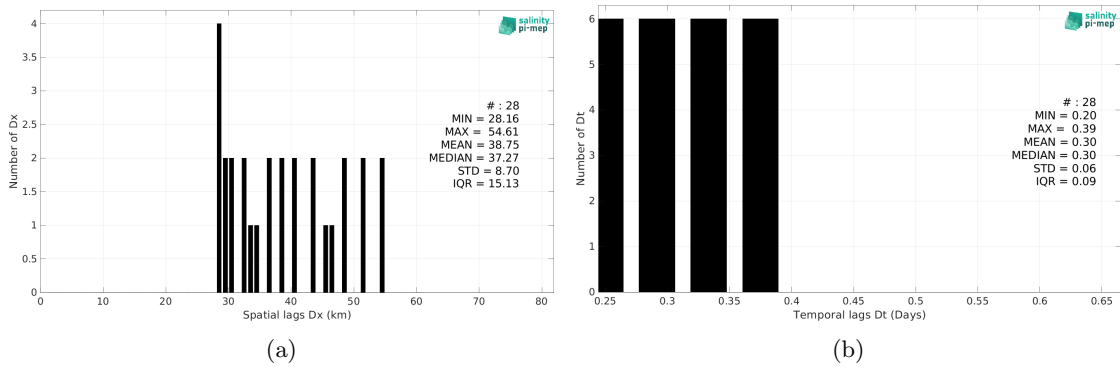 4
3.5
3
2.5
2
1.5
1
0.5
0
Number of Dx
salinity
pi-mep
# : 28
MIN = 28.16
MAX = 54.61
MEAN = 38.75
MEDIAN = 37.27
STD = 8.70
IQR = 15.13
0 10 20 30 40 50 60 70 80
Spatial lags Dx (km)
(a)
6
5
4
3
2
1
0
Number of Dt
salinity
pi-mep
# : 28
MIN = 0.20
MAX = 0.39
MEAN = 0.30
MEDIAN = 0.30
STD = 0.06
IQR = 0.09
0.25 0.3 0.35 0.4 0.45 0.5 0.55 0.6 0.65
Temporal lags Dt (Days)
(b)